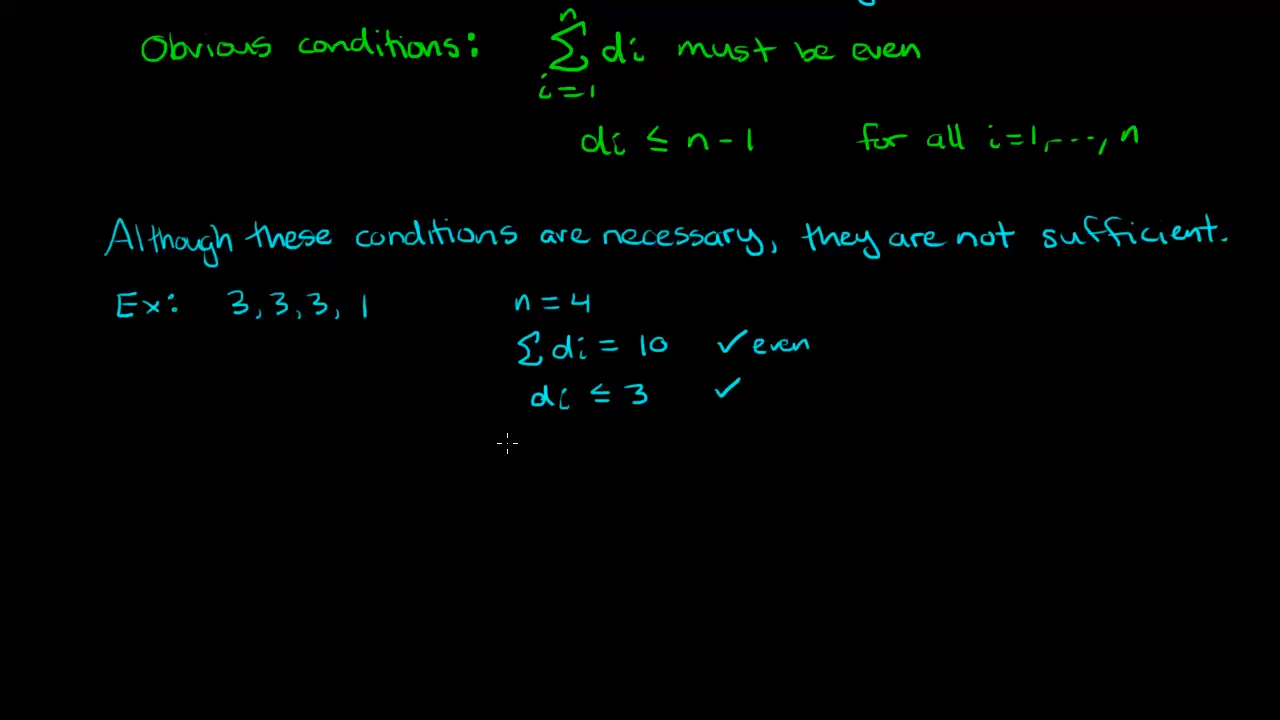 Obvious conditions: n∑i=1 di must be even
di ≤ n - 1 for all i=1,...,n
Although these conditions are necessary, they are not sufficient.
Ex: 3,3,3,1 n=4
∑ di = 10 ✓ even
di ≤ 3 ✓